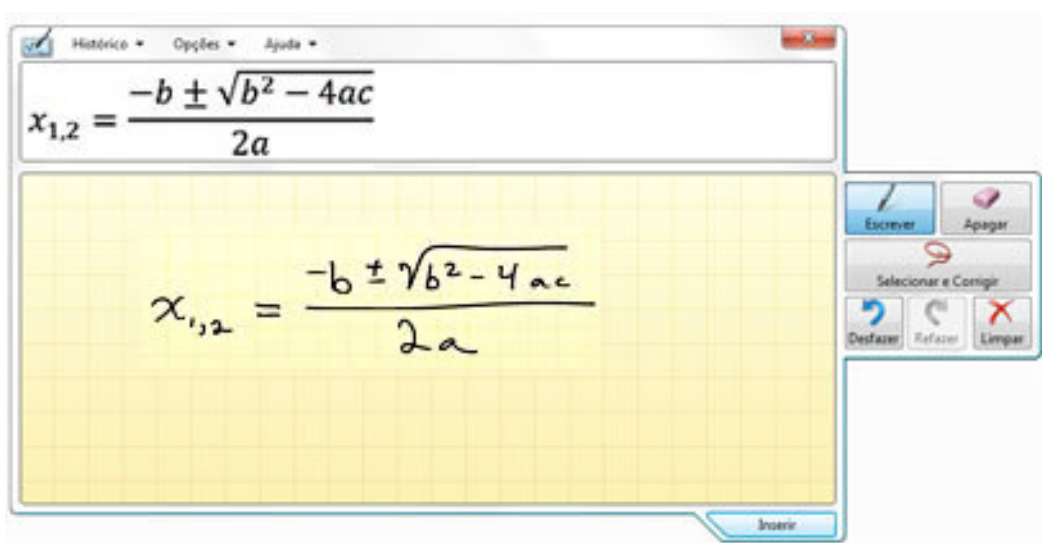 Histórico Opções Ajuda
x₁,₂ = (-b ± √(b² − 4ac)) / 2a
x₁,₂ = (-b ± √(b² − 4ac)) / 2a
Escrever Apagar
Selecionar e Corrigir
Desfazer Refazer Limpar
Inserir